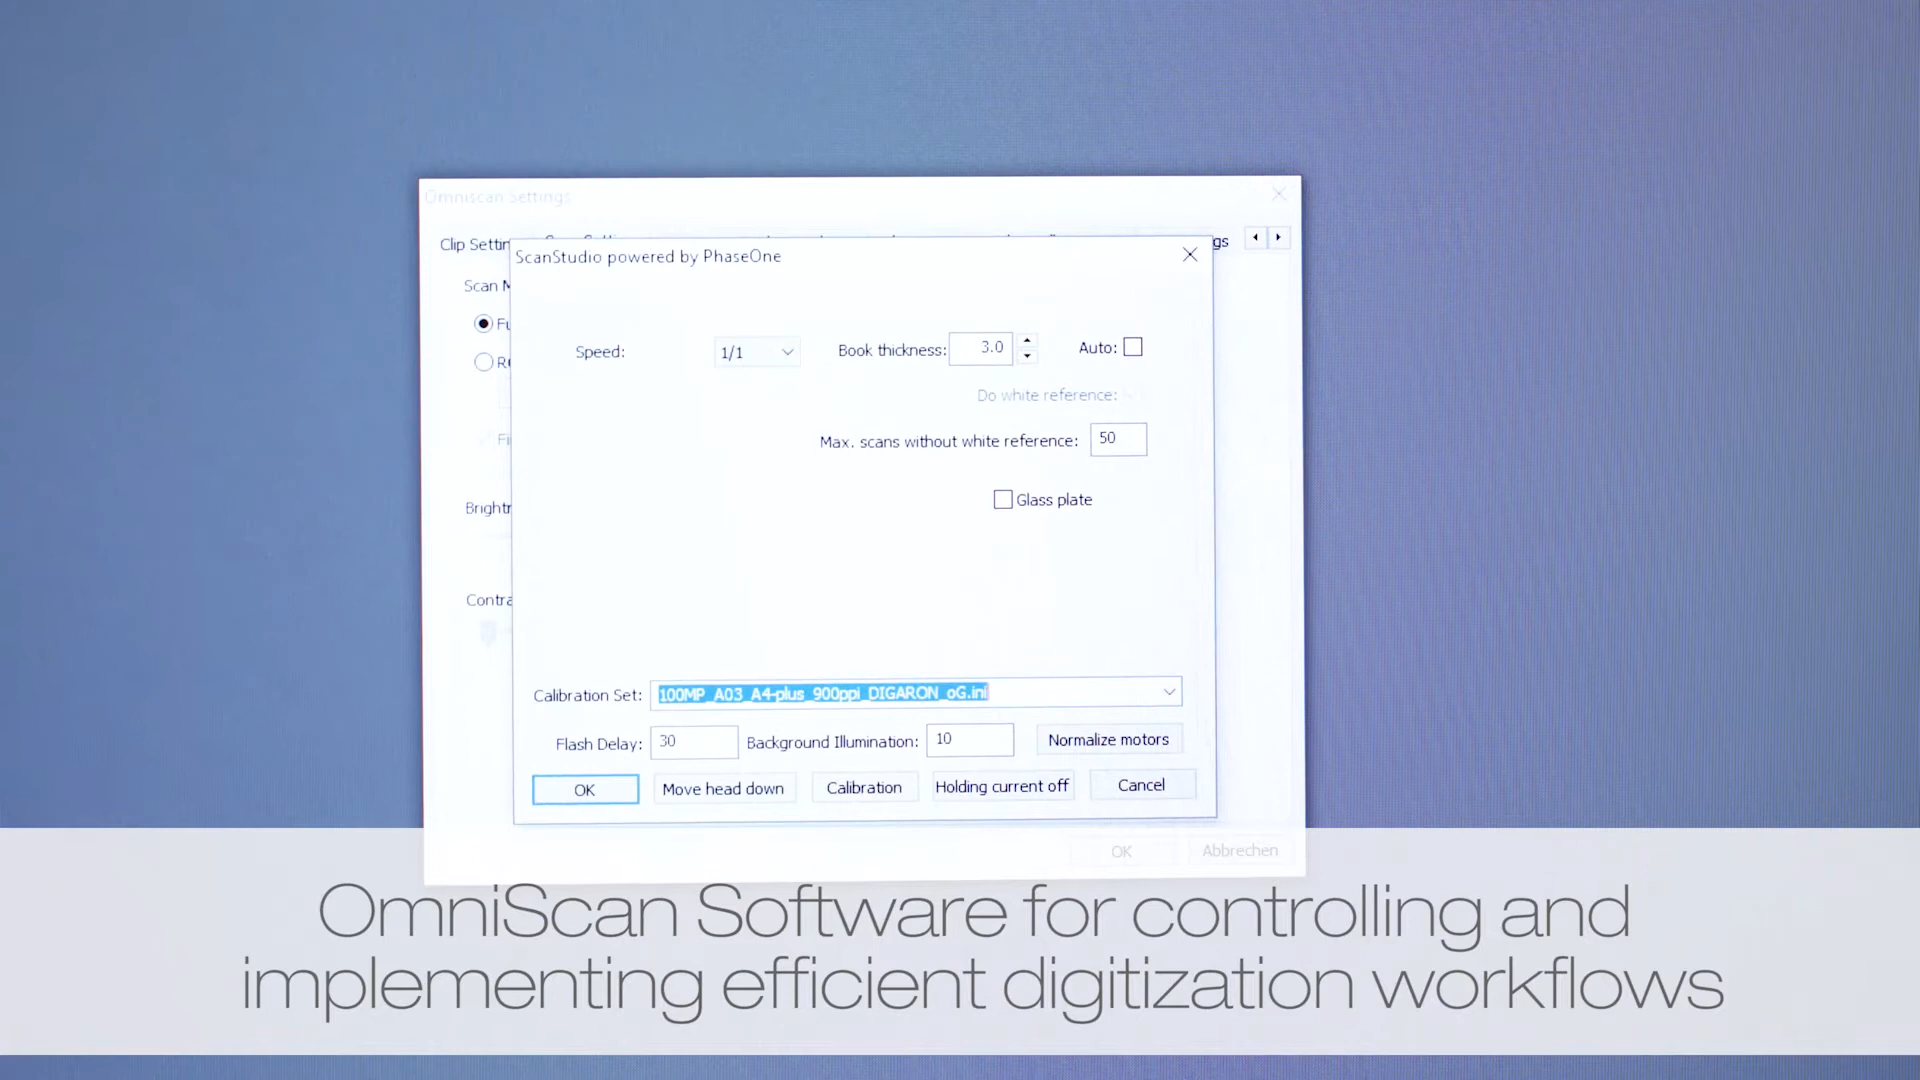 Omniscan Settings
Clip Settin
gs
ScanStudio powered by PhaseOne
Scan M
Fu
Speed: 1/1 Book thickness: 3.0 Auto:
Do white reference:
Max. scans without white reference: 50
Glass plate
Brightn
Contra
Calibration Set: 100MP_A03_A4-plus_900ppi_DIGARON_oG.ini
Flash Delay: 30 Background Illumination: 10 Normalize motors
OK Move head down Calibration Holding current off Cancel
OK Abbrechen
OmniScan Software for controlling and
implementing efficient digitization workflows